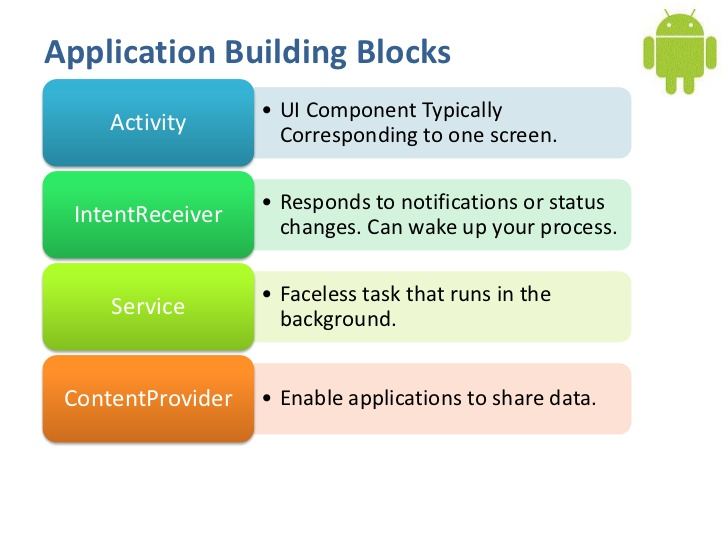 Application Building Blocks
Activity
• UI Component Typically
Corresponding to one screen.
IntentReceiver
• Responds to notifications or status
changes. Can wake up your process.
Service
• Faceless task that runs in the
background.
ContentProvider
• Enable applications to share data.